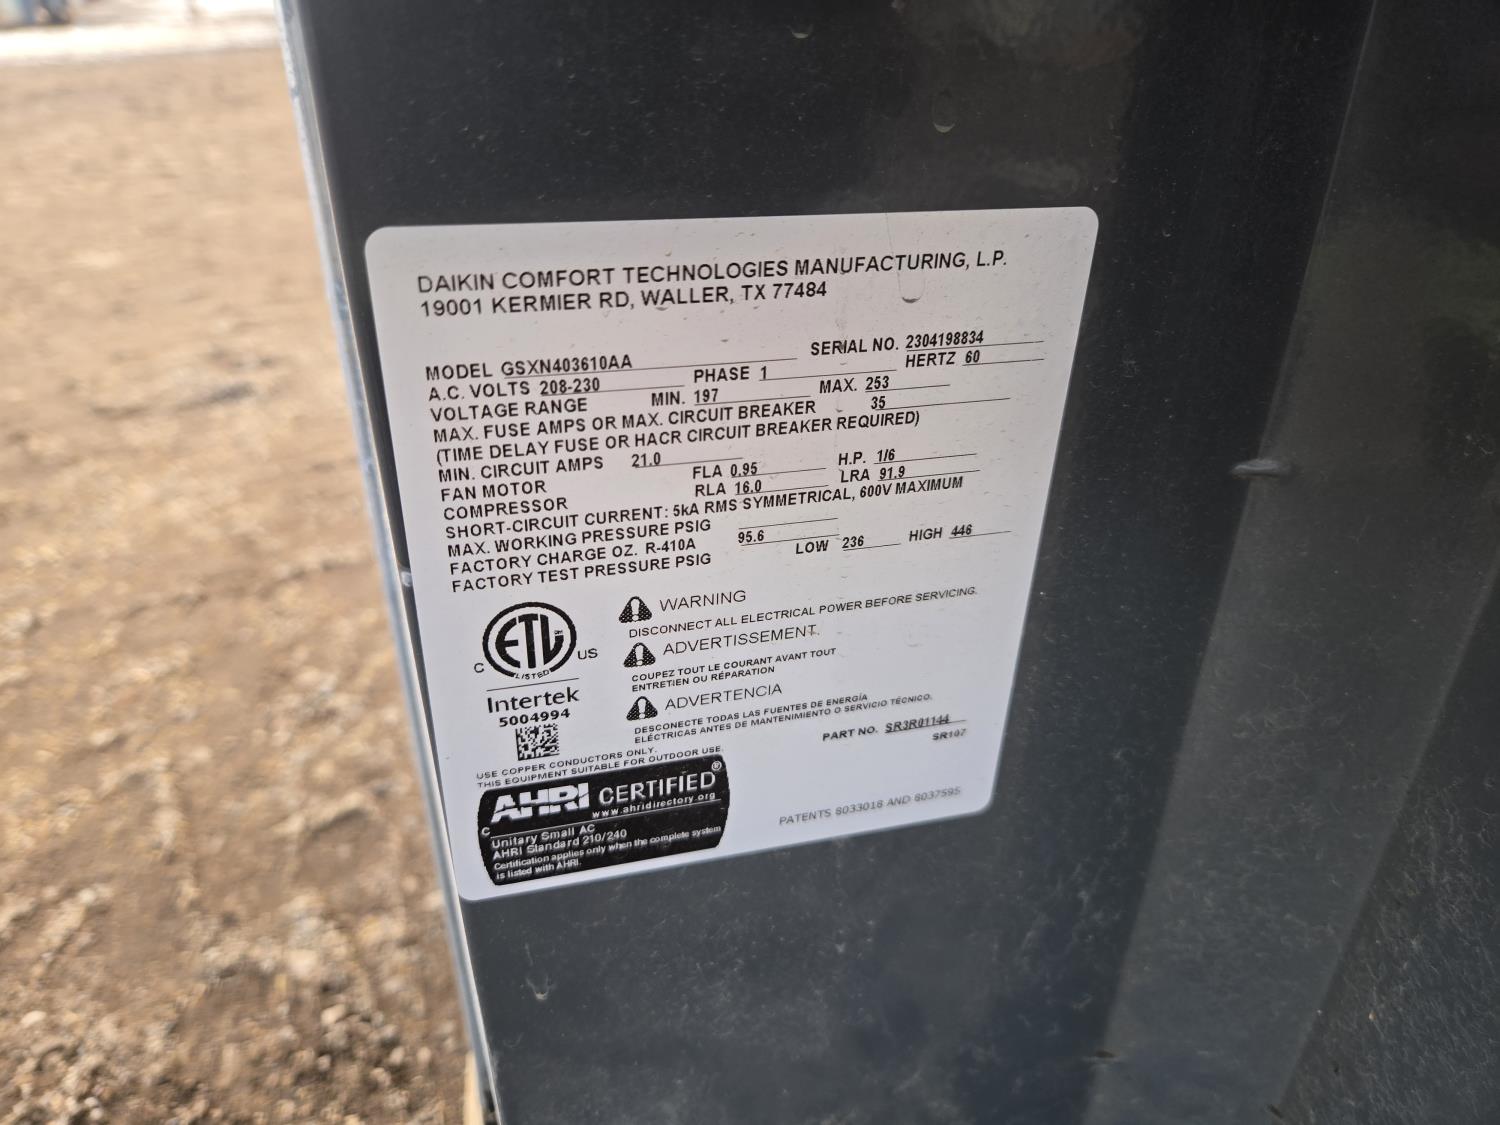 DAIKIN COMFORT TECHNOLOGIES MANUFACTURING, L.P.
19001 KERMIER RD, WALLER, TX 77484
MODEL GSXN403610AA SERIAL NO. 2304198834
A.C. VOLTS 208-230 PHASE 1 HERTZ 60
VOLTAGE RANGE MIN. 197 MAX. 253
MAX. FUSE AMPS OR MAX. CIRCUIT BREAKER 35
(TIME DELAY FUSE OR HACR CIRCUIT BREAKER REQUIRED)
MIN. CIRCUIT AMPS 21.0
FAN MOTOR FLA 0.95 H.P. 1/6
COMPRESSOR RLA 16.0 LRA 91.9
SHORT-CIRCUIT CURRENT: 5kA RMS SYMMETRICAL, 600V MAXIMUM
MAX. WORKING PRESSURE PSIG
FACTORY CHARGE OZ. R-410A 95.6
FACTORY TEST PRESSURE PSIG LOW 236 HIGH 446
WARNING
DISCONNECT ALL ELECTRICAL POWER BEFORE SERVICING.
ADVERTISSEMENT.
COUPEZ TOUT LE COURANT AVANT TOUT
ENTRETIEN OU RÉPARATION
ADVERTENCIA
DESCONECTE TODAS LAS FUENTES DE ENERGÍA
ELÉCTRICAS ANTES DE MANTENIMIENTO O SERVICIO TÉCNICO.
C ETL US
LISTED
Intertek
5004994
PART NO. SR3R01144
SR107
USE COPPER CONDUCTORS ONLY.
THIS EQUIPMENT SUITABLE FOR OUTDOOR USE.
AHRI CERTIFIED®
www.ahridirectory.org
C
Unitary Small AC
AHRI Standard 210/240
Certification applies only when the complete system
is listed with AHRI.
PATENTS 8033018 AND 8037595